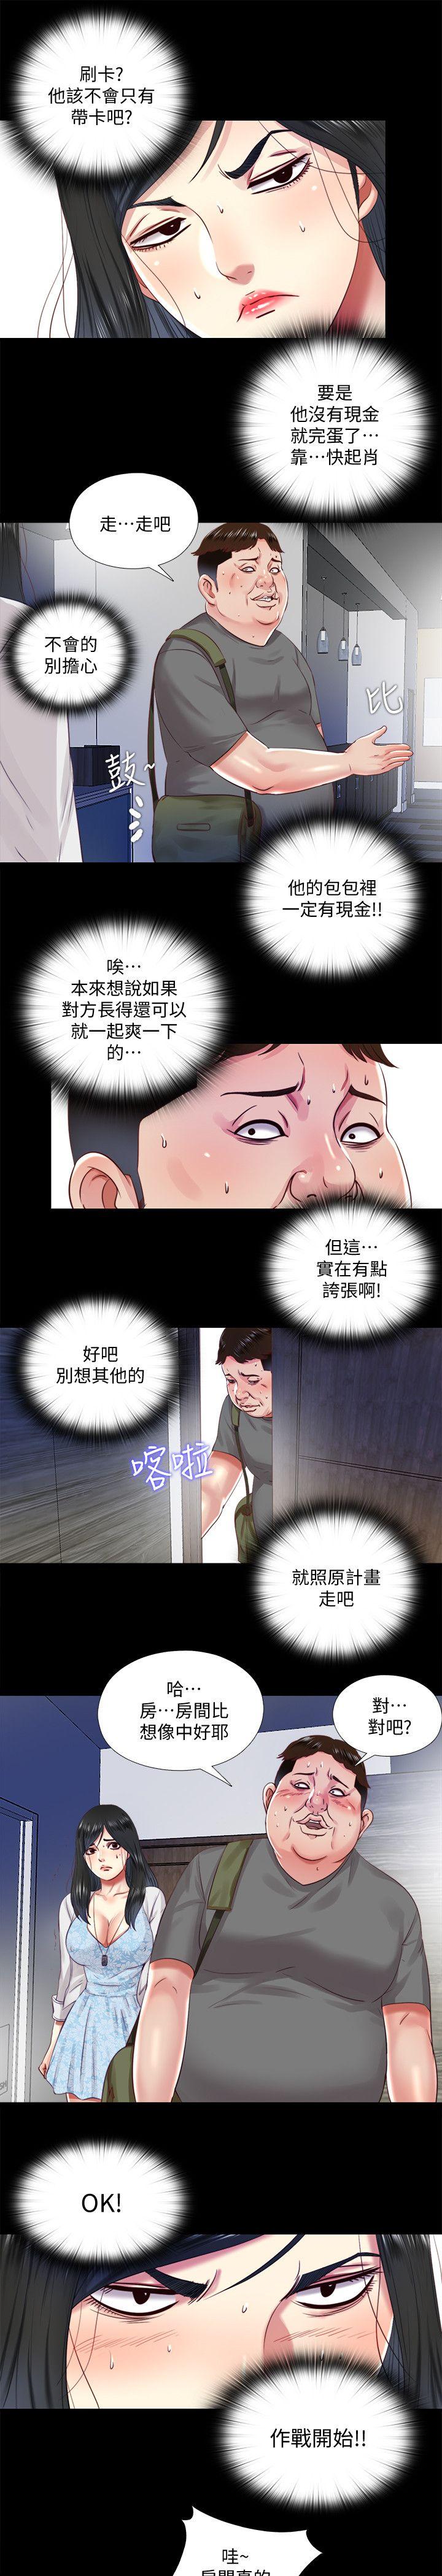 刷卡?
他該不會只有
帶卡吧?
要是
他沒有現金
就完蛋了…
靠…快起肖
走…走吧
不會的
別擔心
比
鼓~
他的包包裡
一定有現金!!
唉…
本來想說如果
對方長得還可以
就一起爽一下
的…
但這…
實在有點
誇張啊!
好吧
別想其他的
喀啦
就照原計畫
走吧
哈…
房…房間比
想像中好耶
對…
對吧?
OK!
作戰開始!!
哇~
房間真的